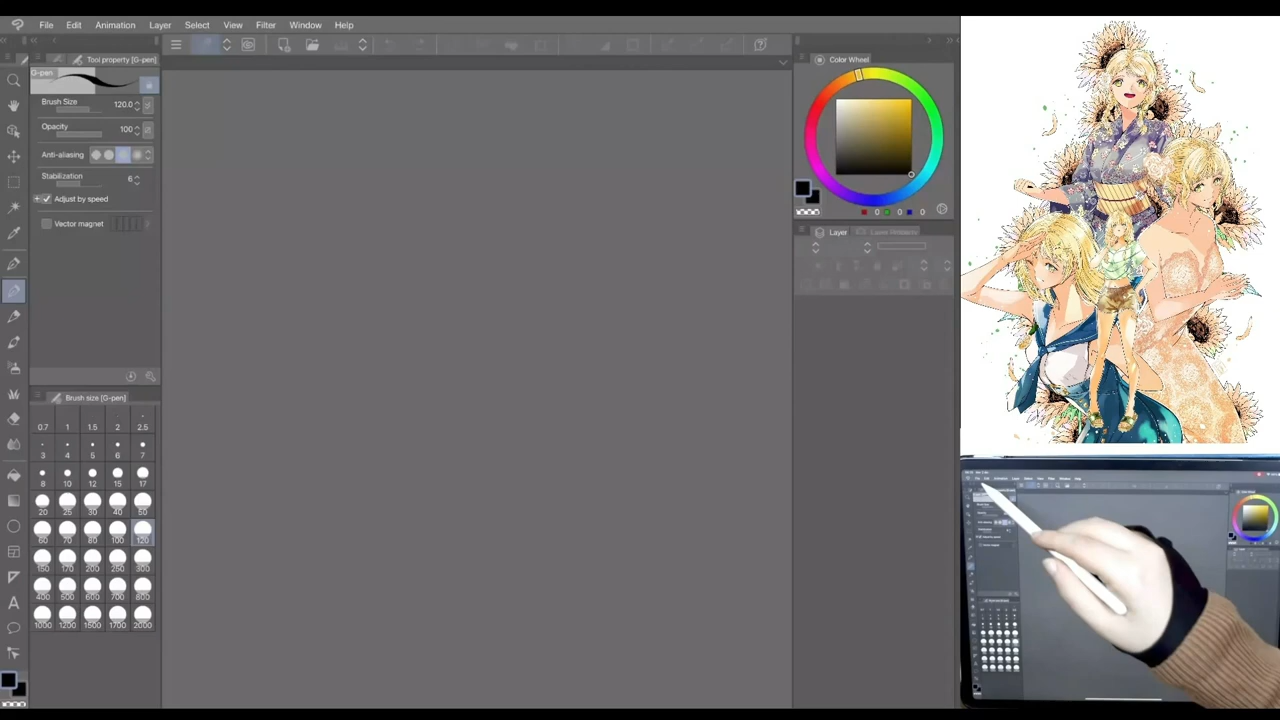 File Edit Animation Layer Select View Filter Window Help
Tool property [G-pen]
Color Wheel
G-pen
Brush Size 120.0
Opacity 100
Anti-aliasing
Stabilization 6
Adjust by speed
Vector magnet
0 0 0
Layer
Brush size [G-pen]
0.7 1 1.5 2 2.5
3 4 5 6 7
8 10 12 15 17
20 25 30 40 50
60 70 80 100 120
150 170 200 250 300
400 500 600 700 800
1000 1200 1500 1700 2000
A